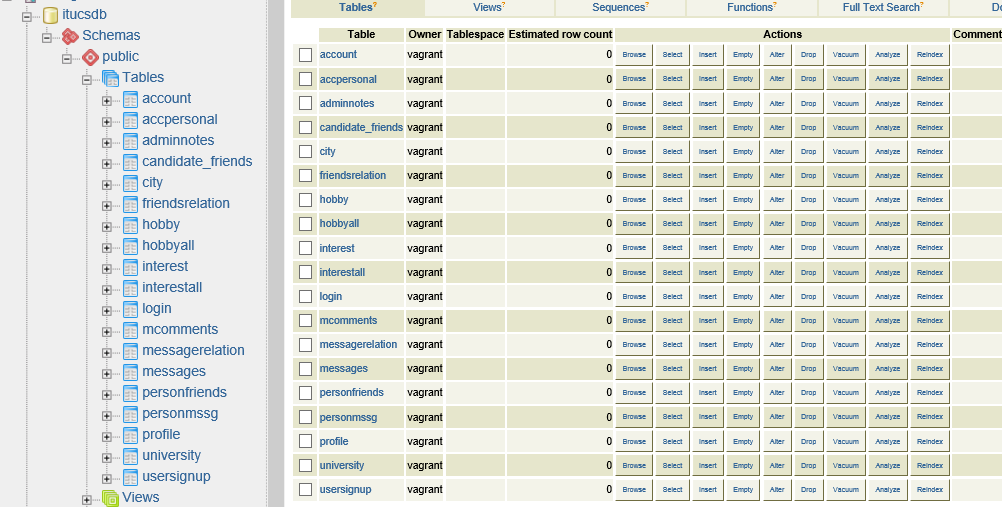 itucsdb
Schemas
public
Tables
account
accpersonal
adminnotes
candidate_friends
city
friendsrelation
hobby
hobbyall
interest
interestall
login
mcomments
messagerelation
messages
personfriends
personmssg
profile
university
usersignup
Views
Tables? Views? Sequences? Functions? Full Text Search?
Table Owner Tablespace Estimated row count Actions Comment
account vagrant 0 Browse Select Insert Empty Alter Drop Vacuum Analyze Reindex
accpersonal vagrant 0 Browse Select Insert Empty Alter Drop Vacuum Analyze Reindex
adminnotes vagrant 0 Browse Select Insert Empty Alter Drop Vacuum Analyze Reindex
candidate_friends vagrant 0 Browse Select Insert Empty Alter Drop Vacuum Analyze Reindex
city vagrant 0 Browse Select Insert Empty Alter Drop Vacuum Analyze Reindex
friendsrelation vagrant 0 Browse Select Insert Empty Alter Drop Vacuum Analyze Reindex
hobby vagrant 0 Browse Select Insert Empty Alter Drop Vacuum Analyze Reindex
hobbyall vagrant 0 Browse Select Insert Empty Alter Drop Vacuum Analyze Reindex
interest vagrant 0 Browse Select Insert Empty Alter Drop Vacuum Analyze Reindex
interestall vagrant 0 Browse Select Insert Empty Alter Drop Vacuum Analyze Reindex
login vagrant 0 Browse Select Insert Empty Alter Drop Vacuum Analyze Reindex
mcomments vagrant 0 Browse Select Insert Empty Alter Drop Vacuum Analyze Reindex
messagerelation vagrant 0 Browse Select Insert Empty Alter Drop Vacuum Analyze Reindex
messages vagrant 0 Browse Select Insert Empty Alter Drop Vacuum Analyze Reindex
personfriends vagrant 0 Browse Select Insert Empty Alter Drop Vacuum Analyze Reindex
personmssg vagrant 0 Browse Select Insert Empty Alter Drop Vacuum Analyze Reindex
profile vagrant 0 Browse Select Insert Empty Alter Drop Vacuum Analyze Reindex
university vagrant 0 Browse Select Insert Empty Alter Drop Vacuum Analyze Reindex
usersignup vagrant 0 Browse Select Insert Empty Alter Drop Vacuum Analyze Reindex